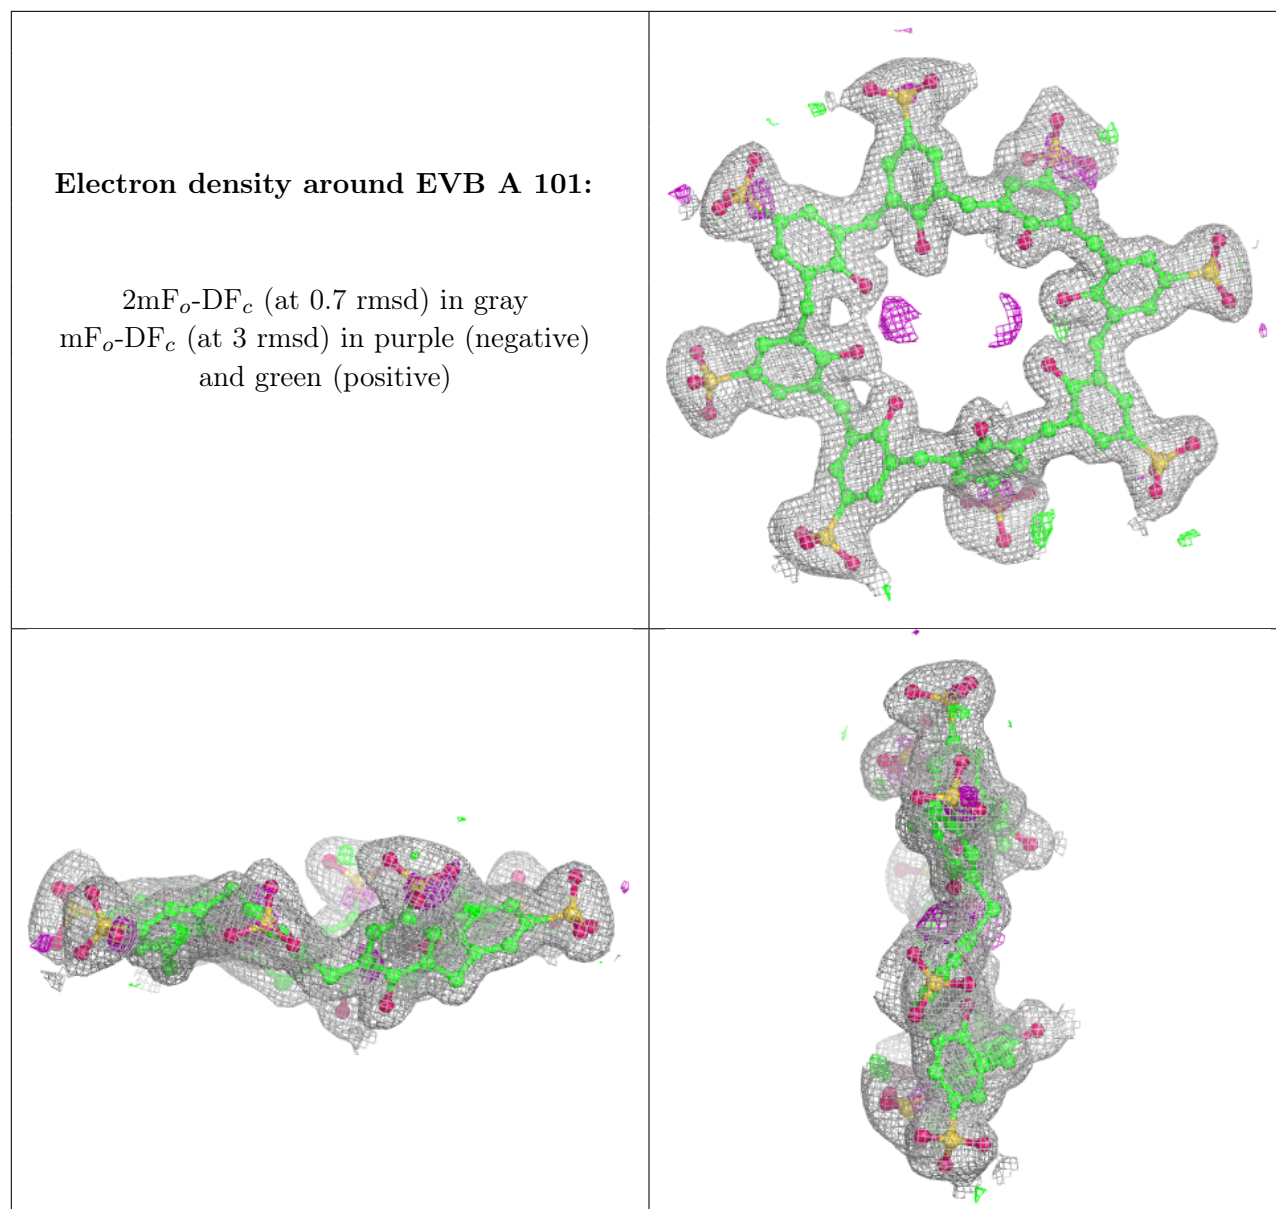 Electron density around EVB A 101:
2mFo-DFc (at 0.7 rmsd) in gray
mFo-DFc (at 3 rmsd) in purple (negative)
and green (positive)